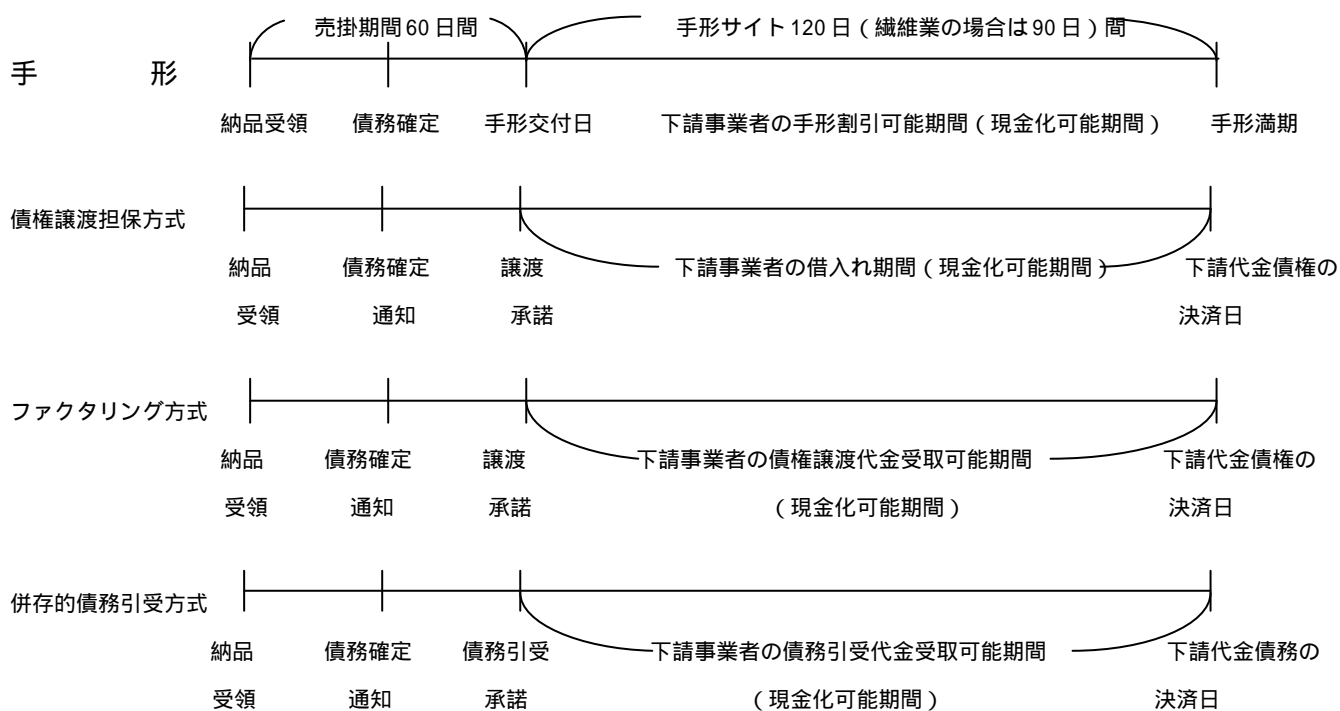 売掛期間60日間 手形サイト120日（繊維業の場合は90日）間
手 形
納品受領 債務確定 手形交付日 下請事業者の手形割引可能期間（現金化可能期間） 手形満期
債権譲渡担保方式
納品 債務確定 譲渡 下請事業者の借入れ期間（現金化可能期間） 下請代金債権の
受領 通知 承諾 決済日
ファクタリング方式
納品 債務確定 譲渡 下請事業者の債権譲渡代金受取可能期間 下請代金債権の
受領 通知 承諾 （現金化可能期間） 決済日
併存的債務引受方式
納品 債務確定 債務引受 下請事業者の債務引受代金受取可能期間 下請代金債務の
受領 通知 承諾 （現金化可能期間） 決済日